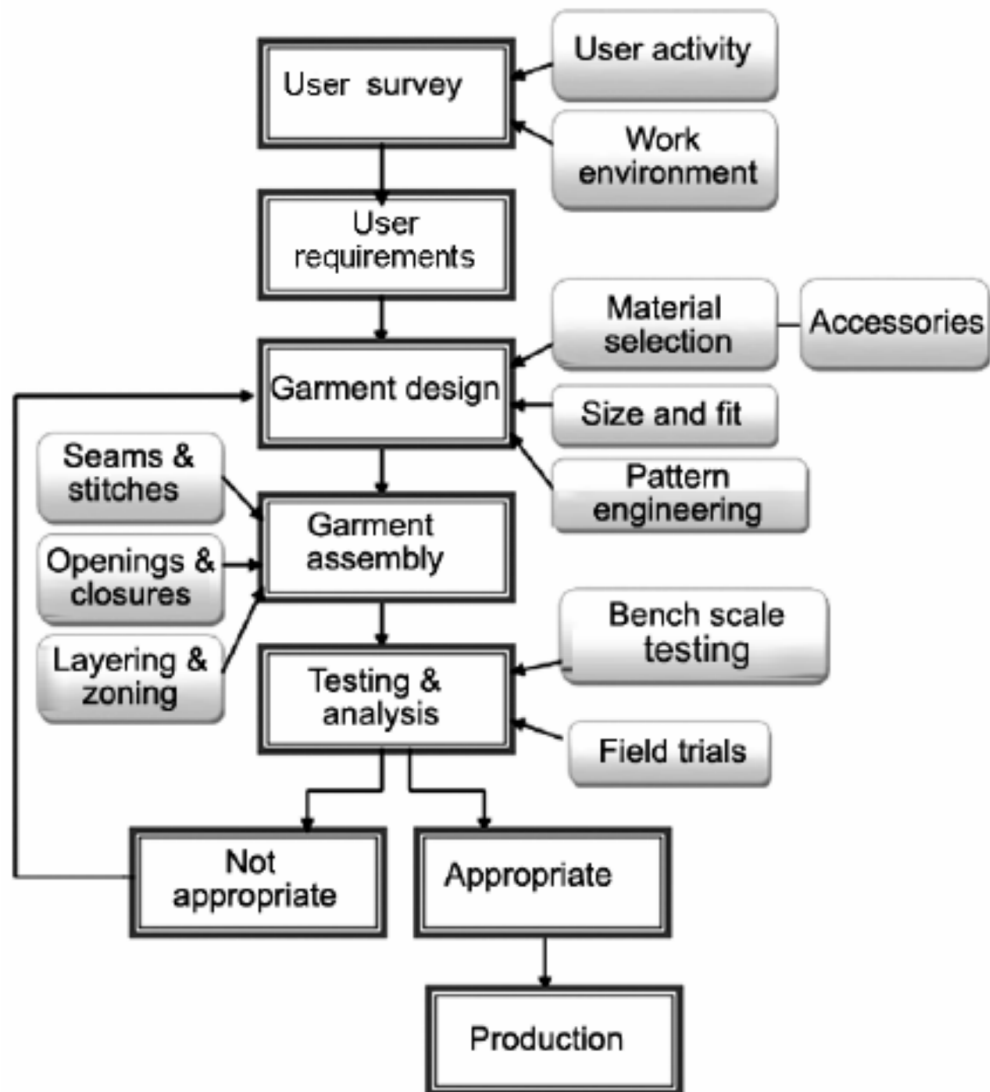 User survey
User activity
Work
environment
User
requirements
Material
selection
Accessories
Garment design
Size and fit
Pattern
engineering
Seams &
stitches
Garment
assembly
Openings &
closures
Layering &
zoning
Testing &
analysis
Bench scale
testing
Field trials
Not
appropriate
Appropriate
Production